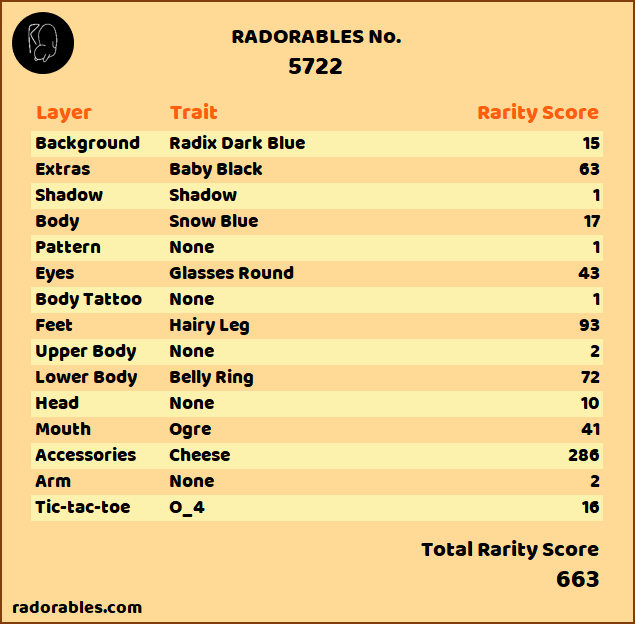 RADORABLES No.
5722
Layer Trait Rarity Score
Background Radix Dark Blue 15
Extras Baby Black 63
Shadow Shadow 1
Body Snow Blue 17
Pattern None 1
Eyes Glasses Round 43
Body Tattoo None 1
Feet Hairy Leg 93
Upper Body None 2
Lower Body Belly Ring 72
Head None 10
Mouth Ogre 41
Accessories Cheese 286
Arm None 2
Tic-tac-toe O_4 16
Total Rarity Score
663
radorables.com